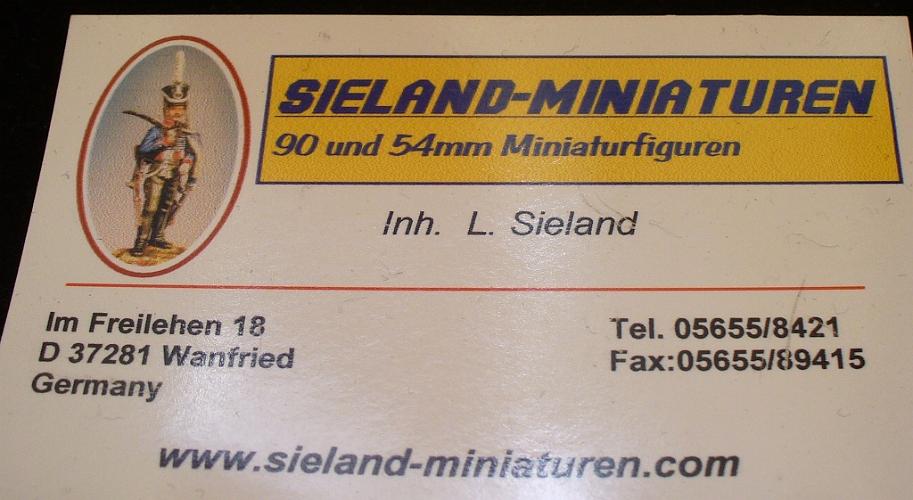 SIELAND-MINIATUREN
90 und 54mm Miniaturfiguren
Inh. L. Sieland
Im Freilehen 18
D 37281 Wanfried
Germany
Tel. 05655/8421
Fax:05655/89415
www.sieland-miniaturen.com